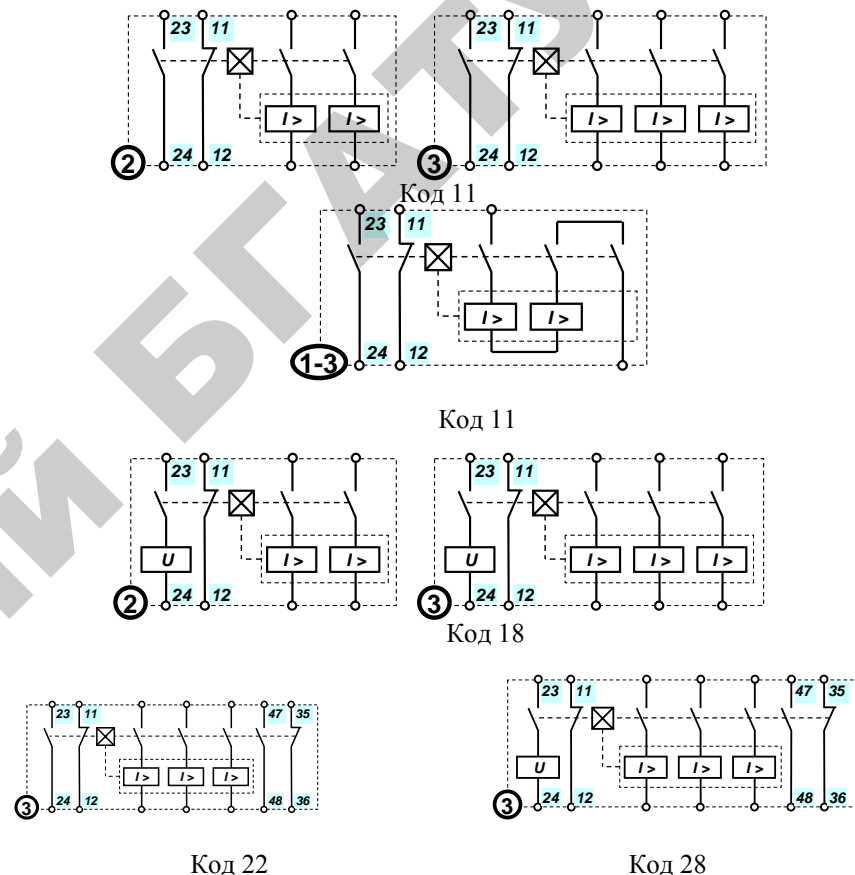 23 11 23 11
I > I > I > I > I >
2 24 12 3 24 12
Код 11
23 11
I > I >
1-3 24 12
Код 11
23 11 23 11
U I > I > U I > I > I >
2 24 12 3 24 12
Код 18
23 11 47 35 23 11 47 35
I > I > I > U I > I > I >
3 24 12 48 36 3 24 12 48 36
Код 22 Код 28
ий БГАТУ